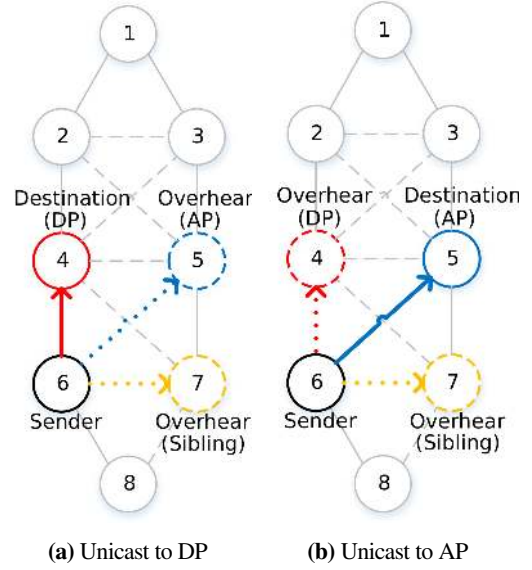 1
2
3
Destination
(DP)
Overhear
(AP)
4
5
6
7
Sender
Overhear
(Sibling)
8
(a) Unicast to DP
1
2
3
Overhear
(DP)
Destination
(AP)
4
5
6
7
Sender
Overhear
(Sibling)
8
(b) Unicast to AP